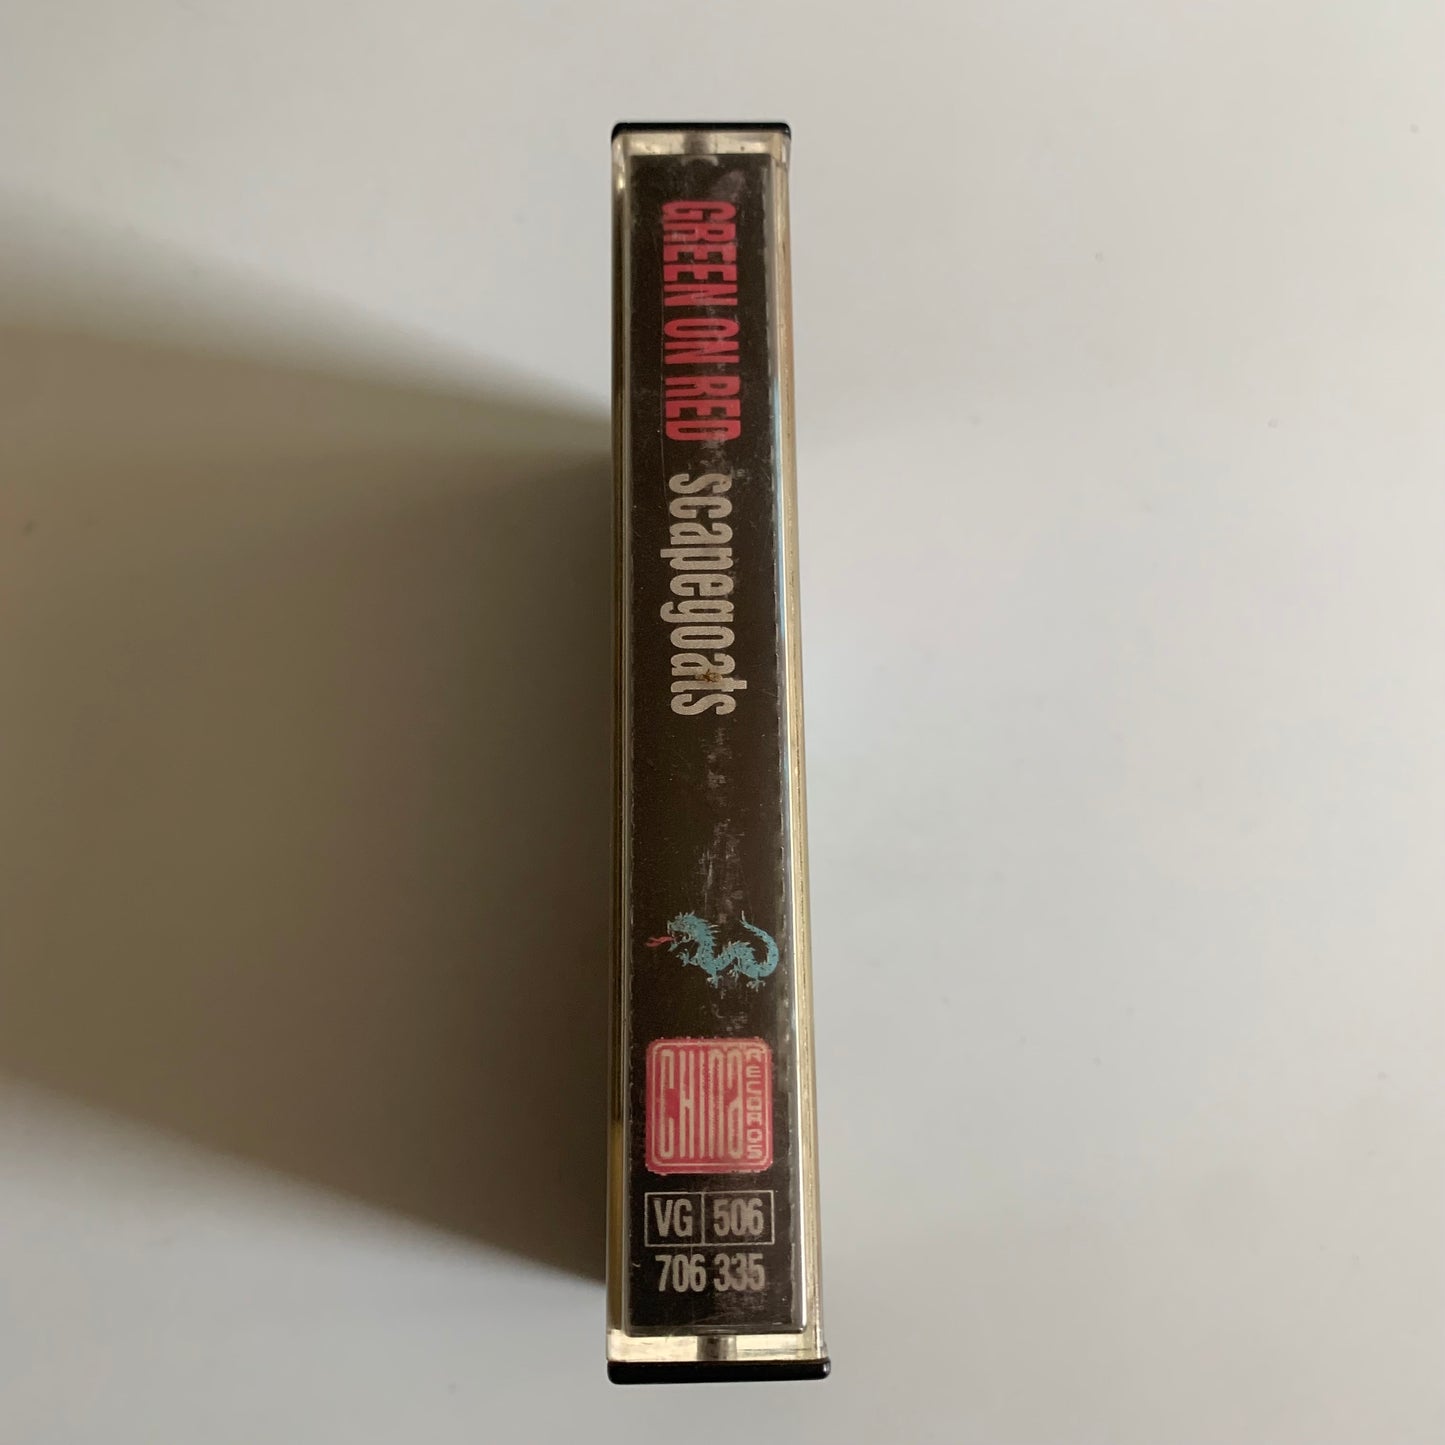 GREEN ON RED scapegoats
CHINA RECORDS
VG 506
706 335